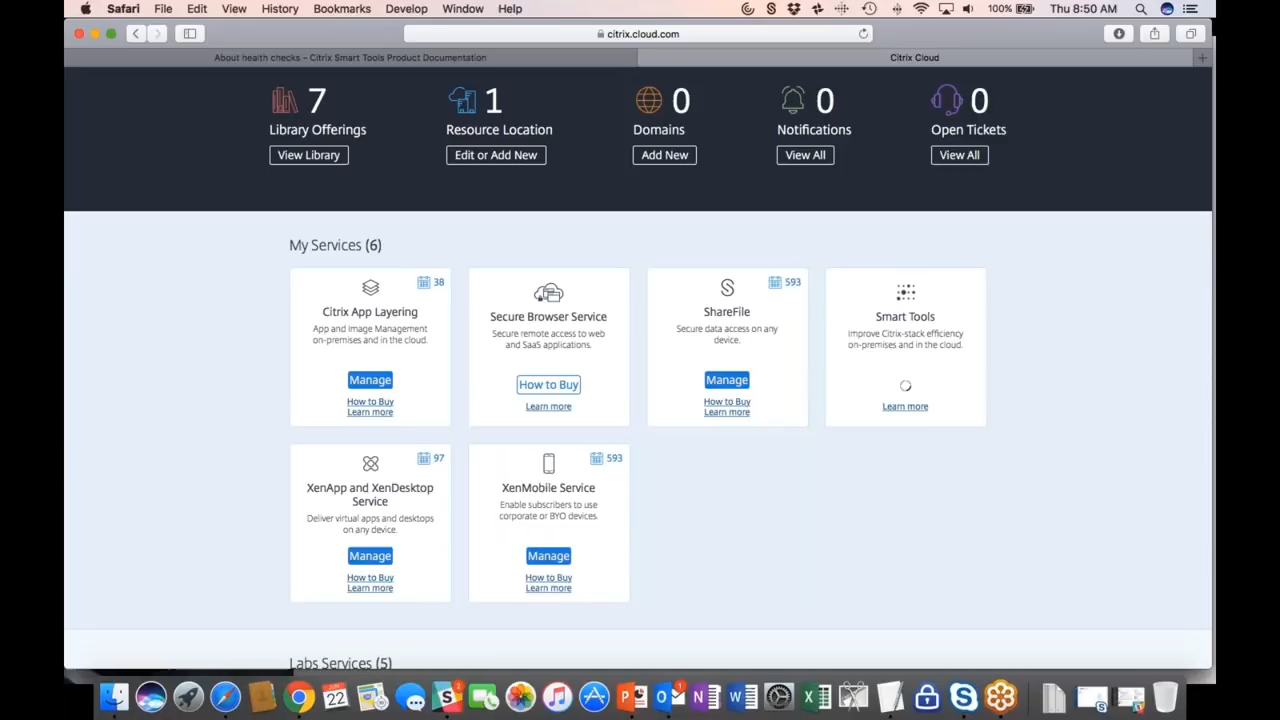 Safari File Edit View History Bookmarks Develop Window Help 100% Thu 8:50 AM
citrix.cloud.com
About health checks – Citrix Smart Tools Product Documentation
Citrix Cloud
7
Library Offerings
View Library
1
Resource Location
Edit or Add New
0
Domains
Add New
0
Notifications
View All
0
Open Tickets
View All
My Services (6)
38
Citrix App Layering
App and Image Management
on-premises and in the cloud.
Manage
How to Buy
Learn more
Secure Browser Service
Secure remote access to web
and SaaS applications.
How to Buy
Learn more
593
ShareFile
Secure data access on any
device.
Manage
How to Buy
Learn more
Smart Tools
Improve Citrix-stack efficiency
on-premises and in the cloud.
Learn more
97
XenApp and XenDesktop
Service
Deliver virtual apps and desktops
on any device.
Manage
How to Buy
Learn more
593
XenMobile Service
Enable subscribers to use
corporate or BYO devices.
Manage
How to Buy
Learn more
Labs Services (5)
22